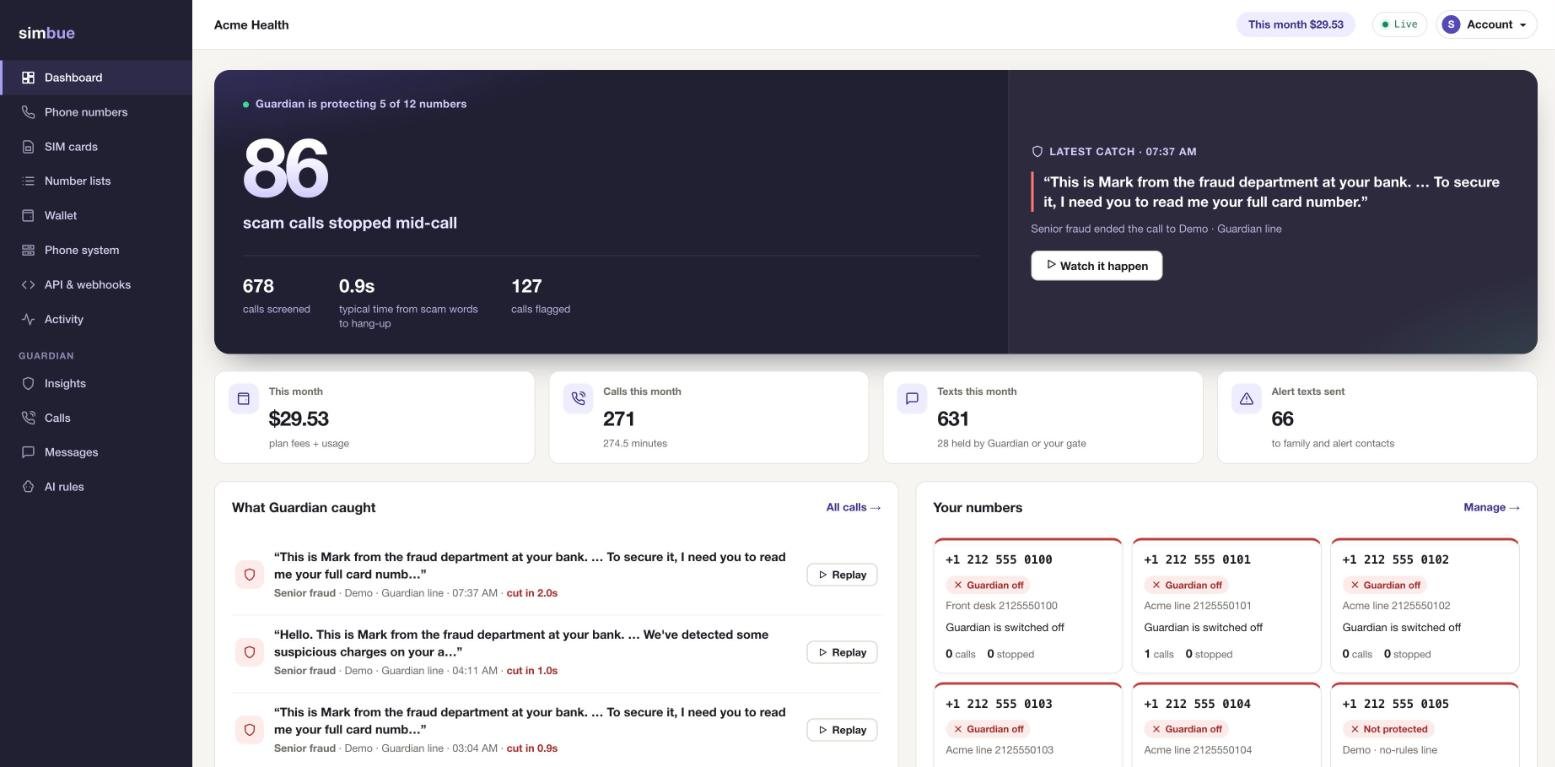 simbue
Acme Health
This month $29.53
Live
S
Account
Dashboard
Phone numbers
SIM cards
Number lists
Wallet
Phone system
API & webhooks
Activity
GUARDIAN
Insights
Calls
Messages
AI rules
Guardian is protecting 5 of 12 numbers
86
scam calls stopped mid-call
678
calls screened
0.9s
typical time from scam words
to hang-up
127
calls flagged
LATEST CATCH · 07:37 AM
“This is Mark from the fraud department at your bank. … To secure
it, I need you to read me your full card number.”
Senior fraud ended the call to Demo · Guardian line
Watch it happen
This month
$29.53
plan fees + usage
Calls this month
271
274.5 minutes
Texts this month
631
28 held by Guardian or your gate
Alert texts sent
66
to family and alert contacts
What Guardian caught
All calls →
“This is Mark from the fraud department at your bank. … To secure it, I need you to read
me your full card numb…”
Senior fraud · Demo · Guardian line · 07:37 AM · cut in 2.0s
Replay
“Hello. This is Mark from the fraud department at your bank. … We've detected some
suspicious charges on your a…”
Senior fraud · Demo · Guardian line · 04:11 AM · cut in 1.0s
Replay
“This is Mark from the fraud department at your bank. … To secure it, I need you to read
me your full card numb…”
Senior fraud · Demo · Guardian line · 03:04 AM · cut in 0.9s
Replay
Your numbers
Manage →
+1 212 555 0100
× Guardian off
Front desk 2125550100
Guardian is switched off
0 calls 0 stopped
+1 212 555 0101
× Guardian off
Acme line 2125550101
Guardian is switched off
1 calls 0 stopped
+1 212 555 0102
× Guardian off
Acme line 2125550102
Guardian is switched off
0 calls 0 stopped
+1 212 555 0103
× Guardian off
Acme line 2125550103
+1 212 555 0104
× Guardian off
Acme line 2125550104
+1 212 555 0105
× Not protected
Demo · no-rules line